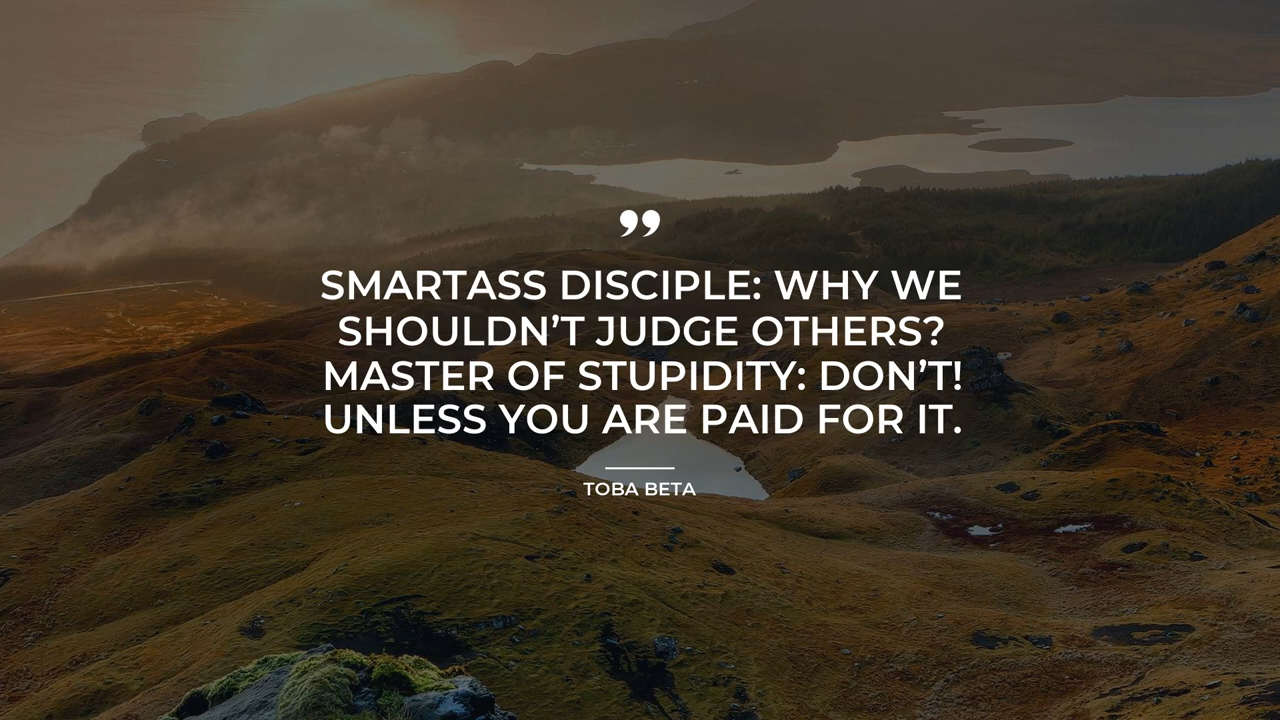 ”
SMARTASS DISCIPLE: WHY WE
SHOULDN’T JUDGE OTHERS?
MASTER OF STUPIDITY: DON’T!
UNLESS YOU ARE PAID FOR IT.
TOBA BETA